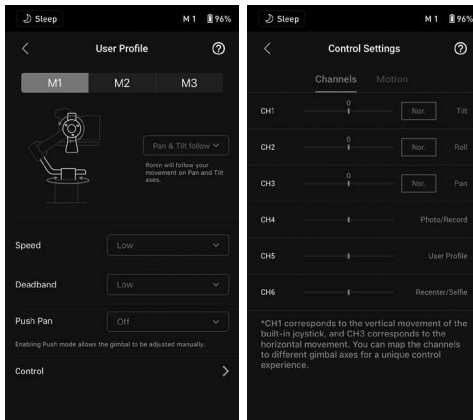 Sleep
M 1
96%
User Profile
?
M1
M2
M3
Pan & Tilt follow
Ronin will follow your
movement on Pan and Tilt
axes.
Speed
Low
Deadband
Low
Push Pan
Off
Enabling Push mode allows the gimbal to be adjusted manually.
Control
Sleep
M 1
96%
Control Settings
?
Channels
Motion
CH1
0
Nor.
Tilt
CH2
0
Nor.
Roll
CH3
0
Nor.
Pan
CH4
Photo/Record
CH5
User Profile
CH6
Recenter/Selfie
*CH1 corresponds to the vertical movement of the
built-in joystick, and CH3 corresponds to the
horizontal movement. You can map the channels
to different gimbal axes for a unique control
experience.